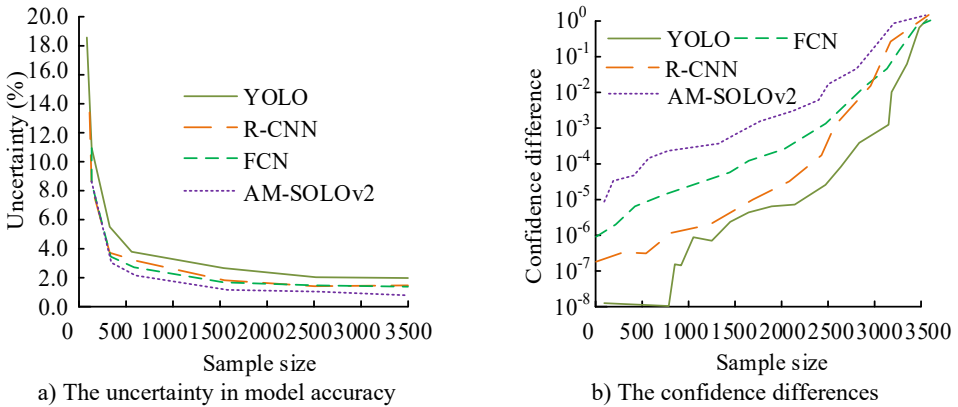 20.0
18.0
16.0
14.0
12.0
10.0
8.0
6.0
4.0
2.0
0.0
Uncertainty (%)
YOLO
R-CNN
FCN
AM-SOLOv2
0 500 1000 1500 2000 2500 3000 3500
Sample size
a) The uncertainty in model accuracy
10^0
10^-1
10^-2
10^-3
10^-4
10^-5
10^-6
10^-7
10^-8
Confidence difference
YOLO FCN
R-CNN
AM-SOLOv2
0 500 1000 1500 2000 2500 3000 3500
Sample size
b) The confidence differences